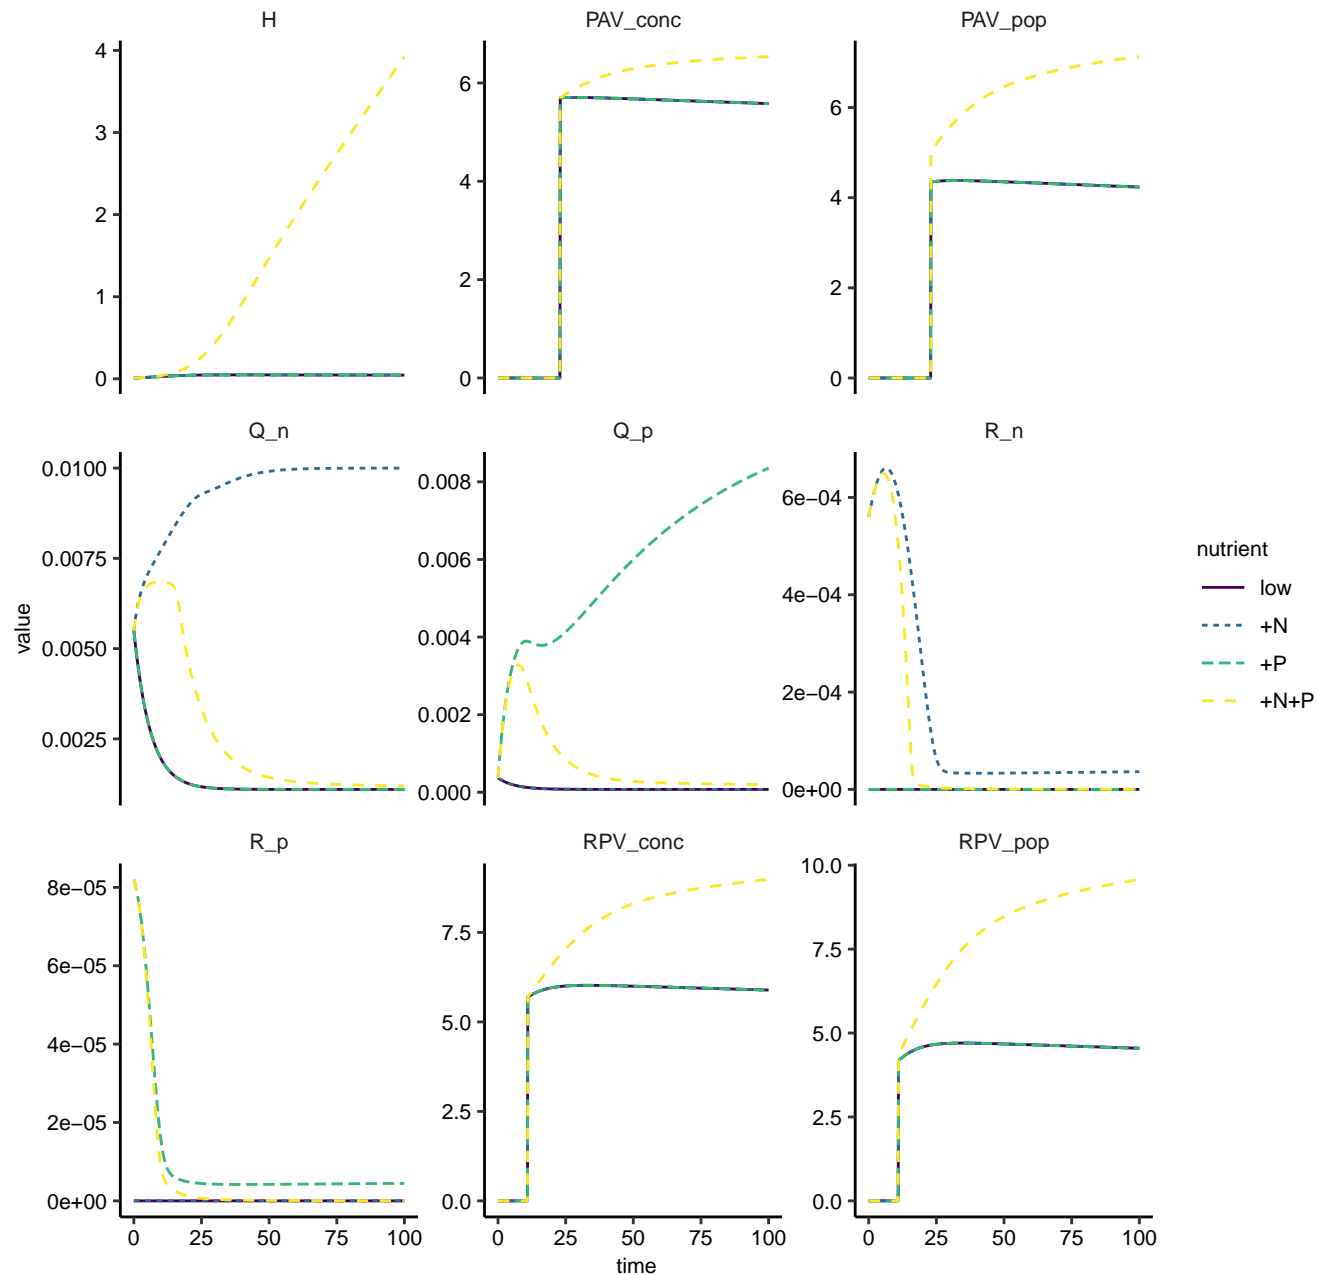 H
PAV_conc
PAV_pop
4
3
2
1
0
6
4
2
0
6
4
2
0
Q_n
Q_p
R_n
0.0100
0.0075
0.0050
0.0025
0.008
0.006
0.004
0.002
0.000
6e−04
4e−04
2e−04
0e+00
R_p
RPV_conc
RPV_pop
8e−05
6e−05
4e−05
2e−05
0e+00
7.5
5.0
2.5
0.0
10.0
7.5
5.0
2.5
0.0
0 25 50 75 100
0 25 50 75 100
0 25 50 75 100
time
value
nutrient
low
+N
+P
+N+P